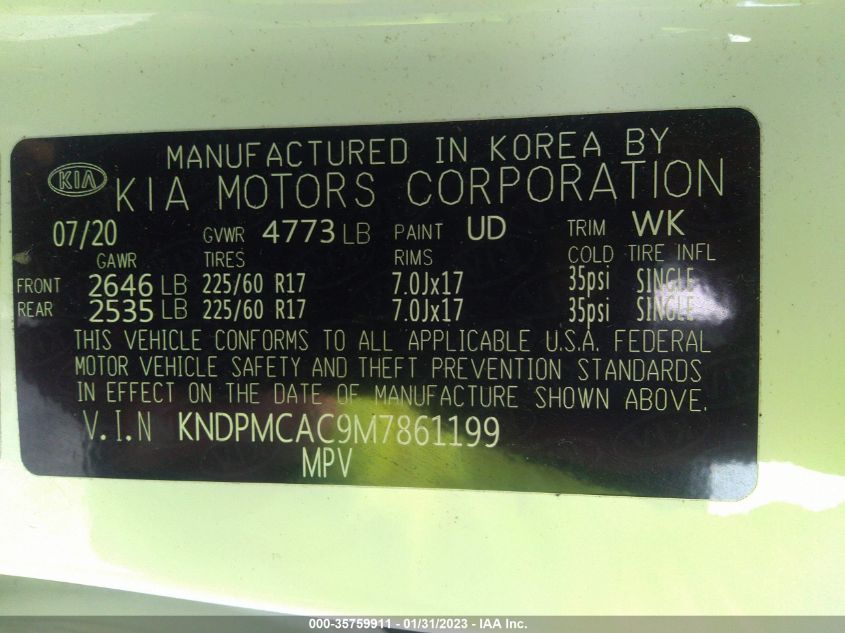 MANUFACTURED IN KOREA BY
KIA KIA MOTORS CORPORATION
07/20 GVWR 4773 LB PAINT UD TRIM WK
GAWR TIRES RIMS COLD TIRE INFL
FRONT 2646 LB 225/60 R17 7.0Jx17 35psi SINGLE
REAR 2535 LB 225/60 R17 7.0Jx17 35psi SINGLE
THIS VEHICLE CONFORMS TO ALL APPLICABLE U.S.A. FEDERAL
MOTOR VEHICLE SAFETY AND THEFT PREVENTION STANDARDS
IN EFFECT ON THE DATE OF MANUFACTURE SHOWN ABOVE.
V.I.N KNDPMCAC9M7861199
MPV
000-35759911 - 01/31/2023 - IAA Inc.